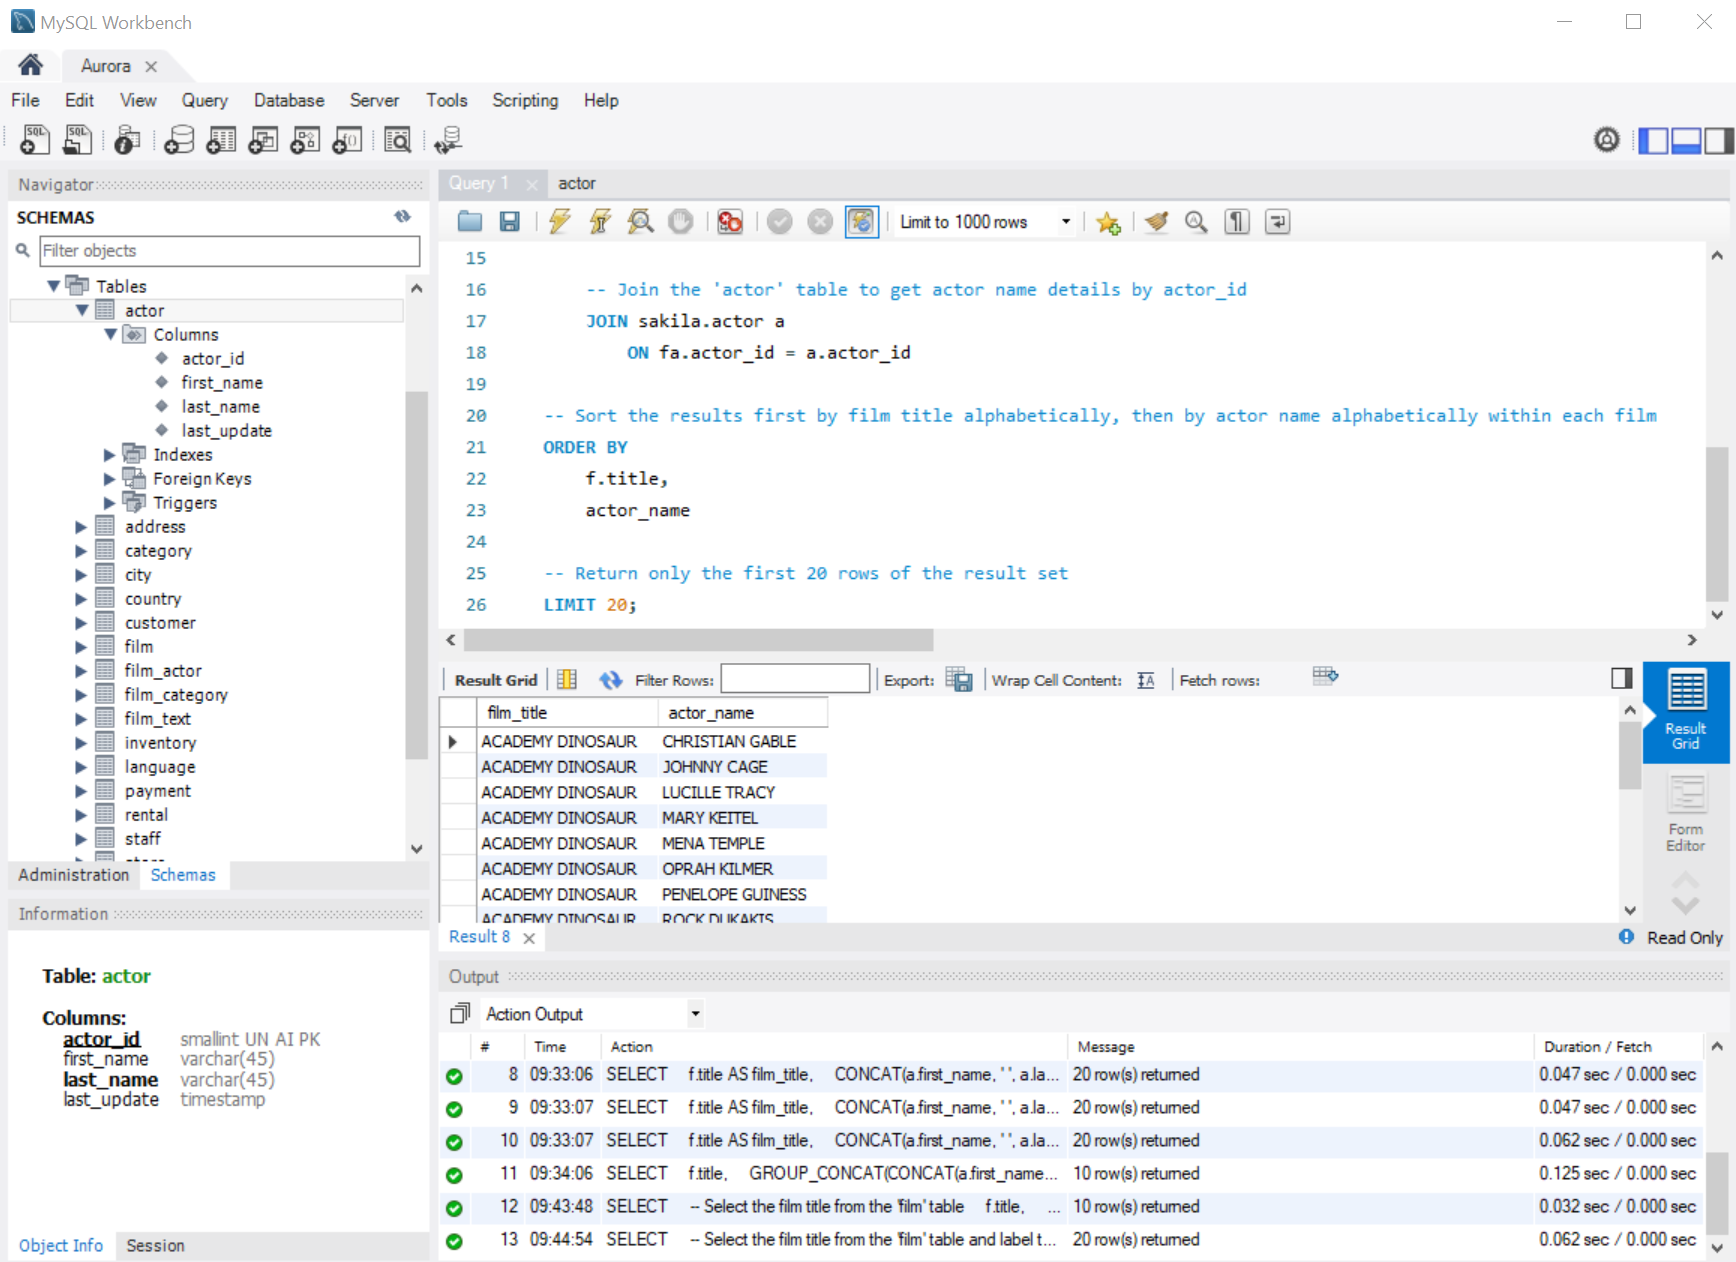 MySQL Workbench
Aurora
File Edit View Query Database Server Tools Scripting Help
Navigator
SCHEMAS
Filter objects
Tables
actor
Columns
actor_id
first_name
last_name
last_update
Indexes
Foreign Keys
Triggers
address
category
city
country
customer
film
film_actor
film_category
film_text
inventory
language
payment
rental
staff
Administration Schemas
Information
Table: actor
Columns:
actor_id smallint UN AI PK
first_name varchar(45)
last_name varchar(45)
last_update timestamp
Object Info Session
Query 1 actor
Limit to 1000 rows
15
16 -- Join the 'actor' table to get actor name details by actor_id
17 JOIN sakila.actor a
18 ON fa.actor_id = a.actor_id
19
20 -- Sort the results first by film title alphabetically, then by actor name alphabetically within each film
21 ORDER BY
22 f.title,
23 actor_name
24
25 -- Return only the first 20 rows of the result set
26 LIMIT 20;
Result Grid Filter Rows: Export: Wrap Cell Content: Fetch rows:
film_title actor_name
ACADEMY DINOSAUR CHRISTIAN GABLE
ACADEMY DINOSAUR JOHNNY CAGE
ACADEMY DINOSAUR LUCILLE TRACY
ACADEMY DINOSAUR MARY KEITEL
ACADEMY DINOSAUR MENA TEMPLE
ACADEMY DINOSAUR OPRAH KILMER
ACADEMY DINOSAUR PENELOPE GUINESS
ACADEMY DINOSAUR ROCK DUKAKIS
Result
Grid
Form
Editor
Result 8
Read Only
Output
Action Output
# Time Action Message Duration / Fetch
8 09:33:06 SELECT f.title AS film_title, CONCAT(a.first_name, ' ', a.la... 20 row(s) returned 0.047 sec / 0.000 sec
9 09:33:07 SELECT f.title AS film_title, CONCAT(a.first_name, ' ', a.la... 20 row(s) returned 0.047 sec / 0.000 sec
10 09:33:07 SELECT f.title AS film_title, CONCAT(a.first_name, ' ', a.la... 20 row(s) returned 0.062 sec / 0.000 sec
11 09:34:06 SELECT f.title, GROUP_CONCAT(CONCAT(a.first_name... 10 row(s) returned 0.125 sec / 0.000 sec
12 09:43:48 SELECT -- Select the film title from the 'film' table f.title, ... 10 row(s) returned 0.032 sec / 0.000 sec
13 09:44:54 SELECT -- Select the film title from the 'film' table and label t... 20 row(s) returned 0.062 sec / 0.000 sec